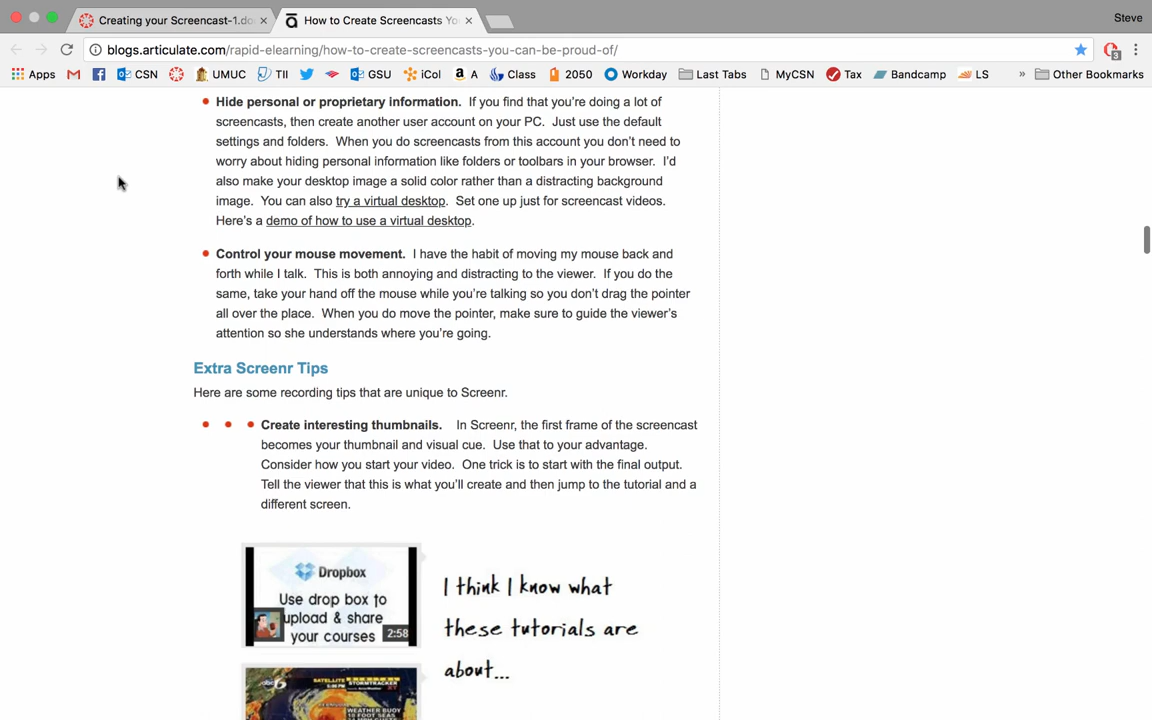 Creating your Screencast-1.do
How to Create Screencasts Yo
Steve
blogs.articulate.com/rapid-elearning/how-to-create-screencasts-you-can-be-proud-of/
Apps CSN UMUC TII GSU iCol A Class 2050 Workday Last Tabs MyCSN Tax Bandcamp LS » Other Bookmarks
Hide personal or proprietary information. If you find that you’re doing a lot of
screencasts, then create another user account on your PC. Just use the default
settings and folders. When you do screencasts from this account you don’t need to
worry about hiding personal information like folders or toolbars in your browser. I’d
also make your desktop image a solid color rather than a distracting background
image. You can also try a virtual desktop. Set one up just for screencast videos.
Here’s a demo of how to use a virtual desktop.
Control your mouse movement. I have the habit of moving my mouse back and
forth while I talk. This is both annoying and distracting to the viewer. If you do the
same, take your hand off the mouse while you’re talking so you don’t drag the pointer
all over the place. When you do move the pointer, make sure to guide the viewer’s
attention so she understands where you’re going.
Extra Screenr Tips
Here are some recording tips that are unique to Screenr.
Create interesting thumbnails. In Screenr, the first frame of the screencast
becomes your thumbnail and visual cue. Use that to your advantage.
Consider how you start your video. One trick is to start with the final output.
Tell the viewer that this is what you’ll create and then jump to the tutorial and a
different screen.
Dropbox
Use drop box to
upload & share
your courses
2:58
I think I know what
these tutorials are
about...
abc6
SATELLITE
STORMTRACKER
WEATHER BUOY
10 FOOT SEAS